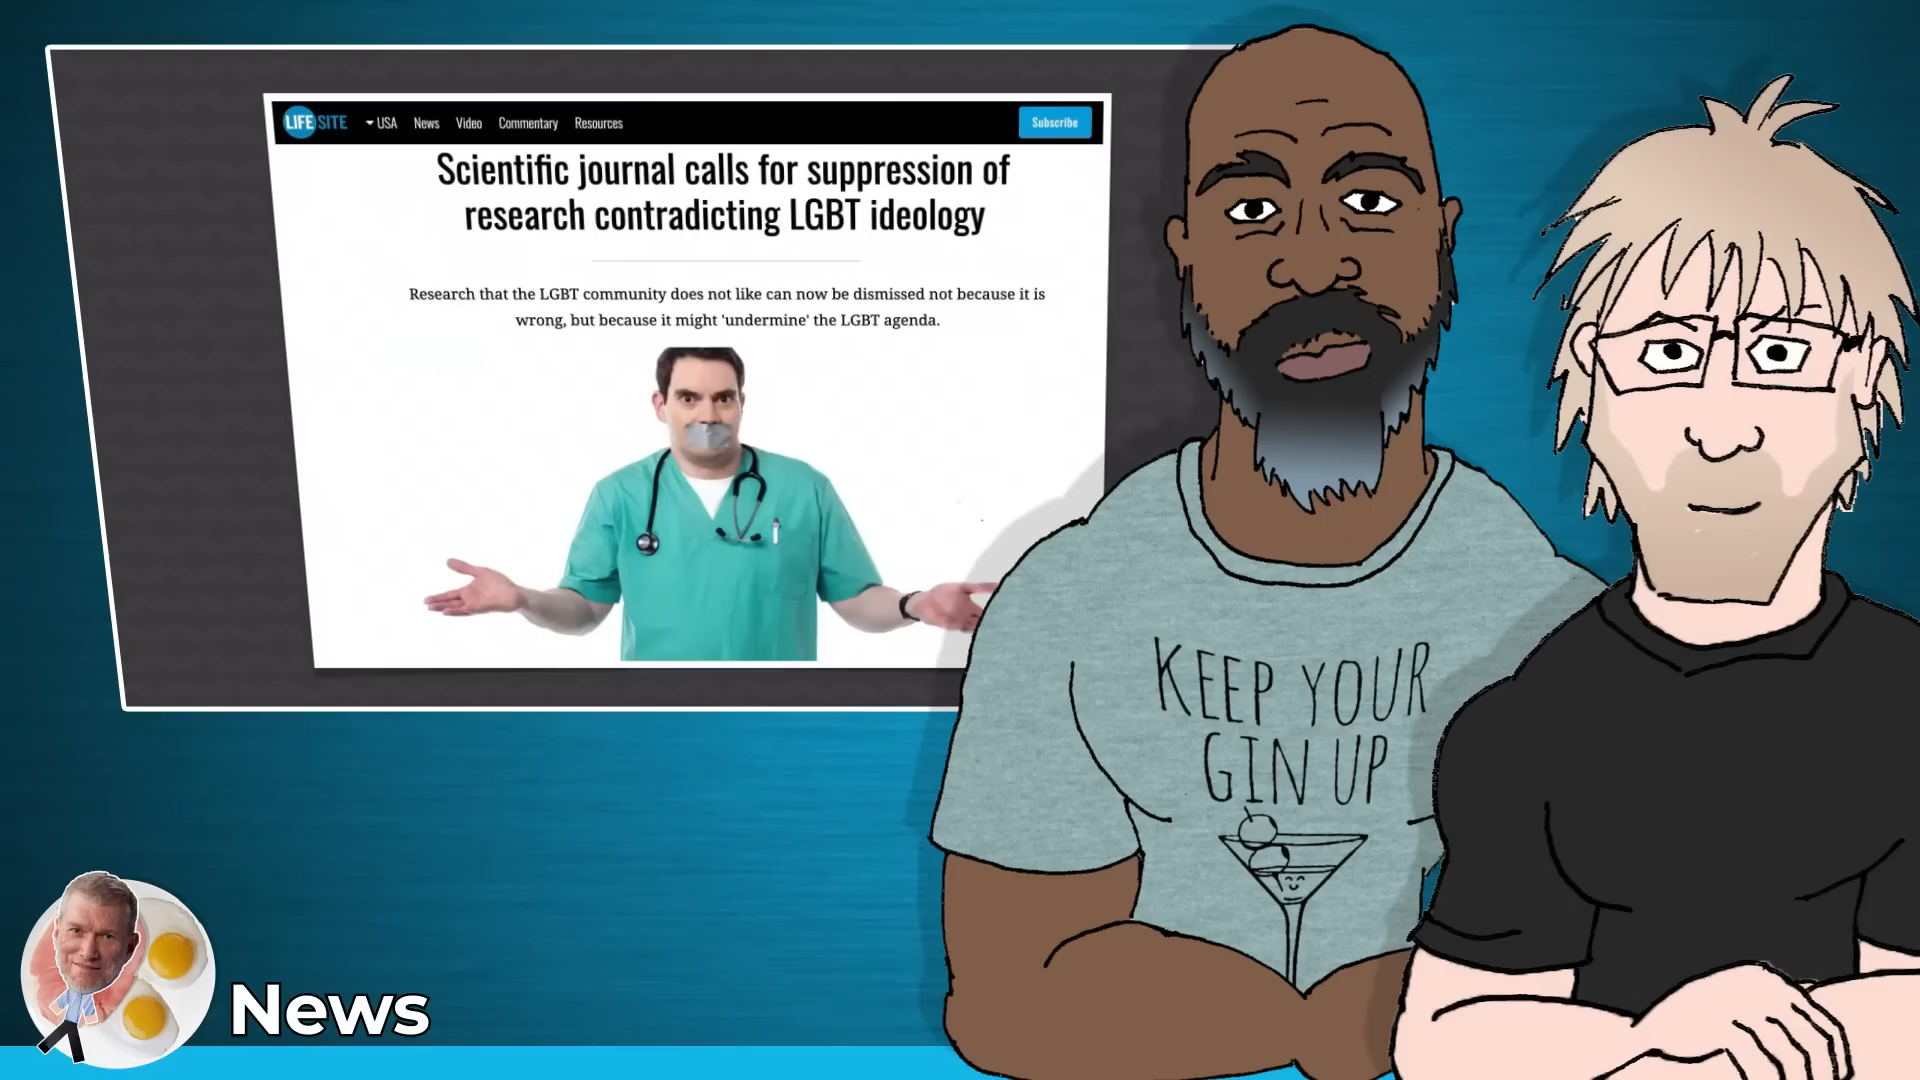 LIFE SITE
USA News Video Commentary Resources
Subscribe
Scientific journal calls for suppression of
research contradicting LGBT ideology
Research that the LGBT community does not like can now be dismissed not because it is
wrong, but because it might 'undermine' the LGBT agenda.
KEEP YOUR
GIN UP
News